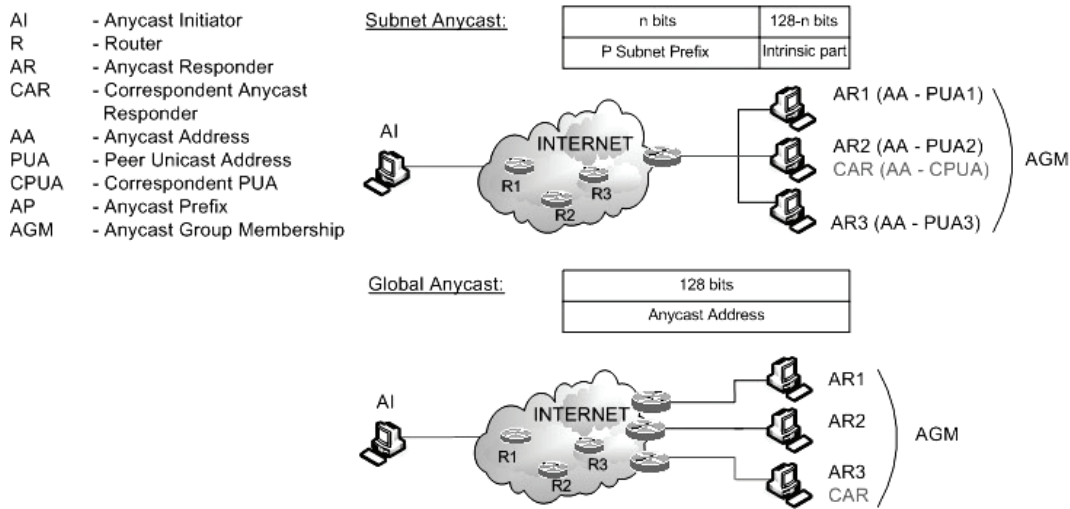 AI - Anycast Initiator
R - Router
AR - Anycast Responder
CAR - Correspondent Anycast
Responder
AA - Anycast Address
PUA - Peer Unicast Address
CPUA - Correspondent PUA
AP - Anycast Prefix
AGM - Anycast Group Membership
Subnet Anycast:
n bits
128-n bits
P Subnet Prefix
Intrinsic part
AI
INTERNET
R1
R2
R3
AR1 (AA - PUA1)
AR2 (AA - PUA2)
CAR (AA - CPUA)
AR3 (AA - PUA3)
AGM
Global Anycast:
128 bits
Anycast Address
AI
INTERNET
R1
R2
R3
AR1
AR2
AR3
CAR
AGM